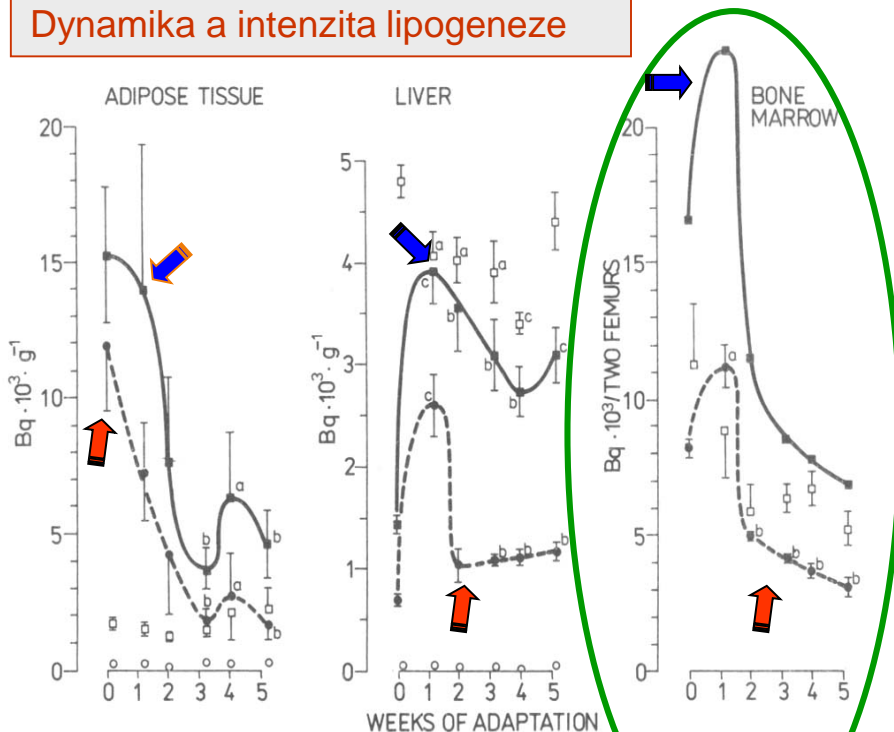 Dynamika a intenzita lipogeneze
ADIPOSE TISSUE
Bq · 10³ · g⁻¹
20
15
10
5
0
a
b
b
a
b
0 1 2 3 4 5
LIVER
Bq · 10³ · g⁻¹
5
4
3
2
1
0
a
a
a
c
c
b
b
b
c
c
b
b
b
0 1 2 3 4 5
WEEKS OF ADAPTATION
BONE
MARROW
Bq · 10³/TWO FEMURS
20
15
10
5
0
a
b
b
b
b
0 1 2 3 4 5